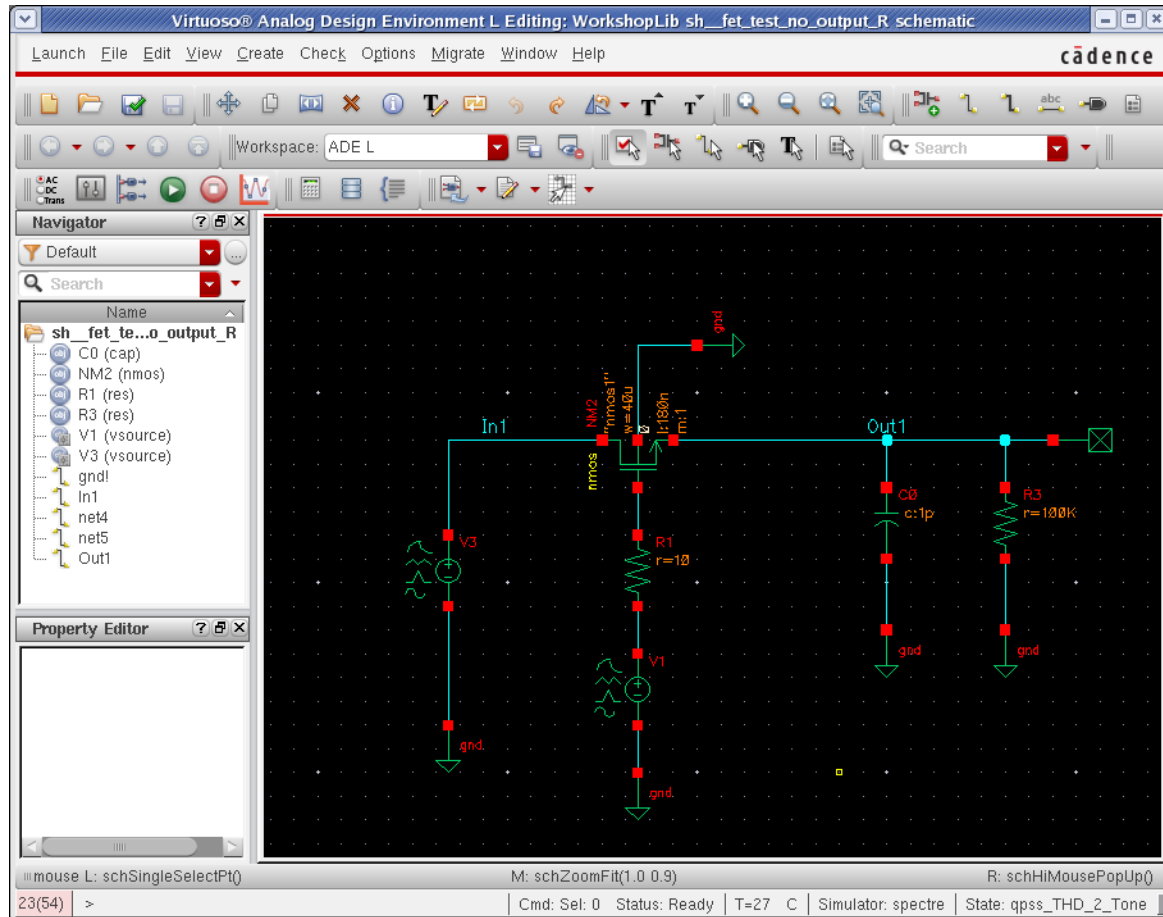 Virtuoso® Analog Design Environment L Editing: WorkshopLib sh__fet_test_no_output_R schematic
Launch File Edit View Create Check Options Migrate Window Help
cādence
T T T abc
Workspace: ADE L
T
Search
AC
DC
Trans
Navigator
Default
Search
Name
sh__fet_te...o_output_R
C0 (cap)
NM2 (nmos)
R1 (res)
R3 (res)
V1 (vsource)
V3 (vsource)
gnd!
In1
net4
net5
Out1
Property Editor
gnd
NM2
"nmos1"
w=40u
l:180n
m:1
nmos
In1
Out1
C0
c:1p
R3
r=100K
V3
R1
r=10
V1
gnd
gnd
gnd
gnd
mouse L: schSingleSelectPt()
M: schZoomFit(1.0 0.9)
R: schHiMousePopUp()
23(54) >
Cmd: Sel: 0 Status: Ready T=27 C Simulator: spectre State: qpss_THD_2_Tone